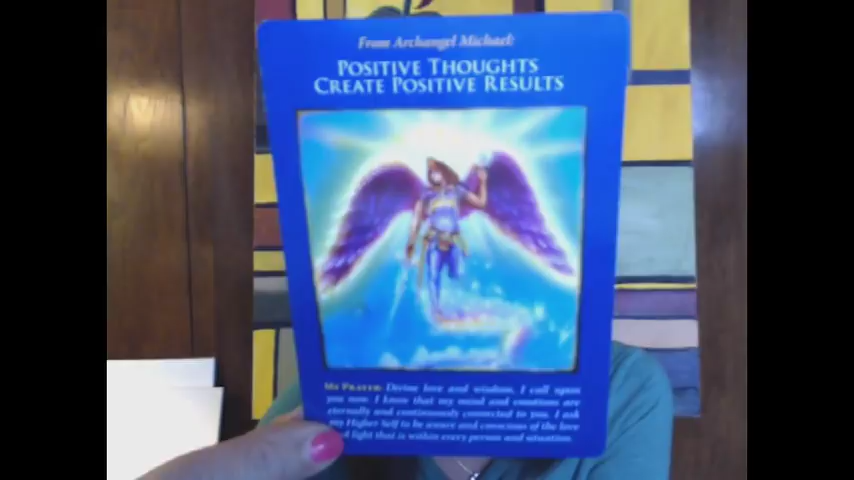 From Archangel Michael:
POSITIVE THOUGHTS
CREATE POSITIVE RESULTS
MY PRAYER: Divine love and wisdom, I call upon
you now. I know that my mind and emotions are
eternally and continuously connected to you. I ask
my Higher Self to be aware and conscious of the love
and light that is within every person and situation.